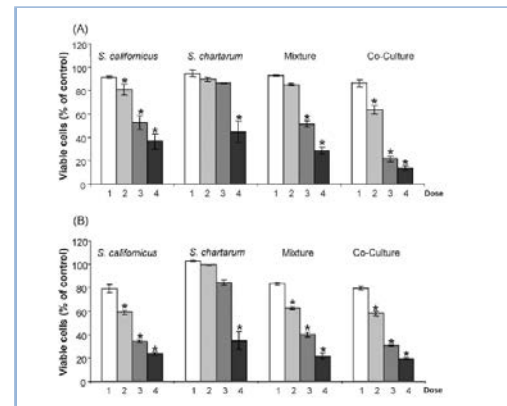 (A)
S. californicus S. chartarum Mixture Co-Culture
Viable cells (% of control)
120
100
80
60
40
20
0
* * * * * * * * *
1 2 3 4 1 2 3 4 1 2 3 4 1 2 3 4 Dose
(B)
S. californicus S. chartarum Mixture Co-Culture
Viable cells (% of control)
120
100
80
60
40
20
0
* * * * * * * * * *
1 2 3 4 1 2 3 4 1 2 3 4 1 2 3 4 Dose